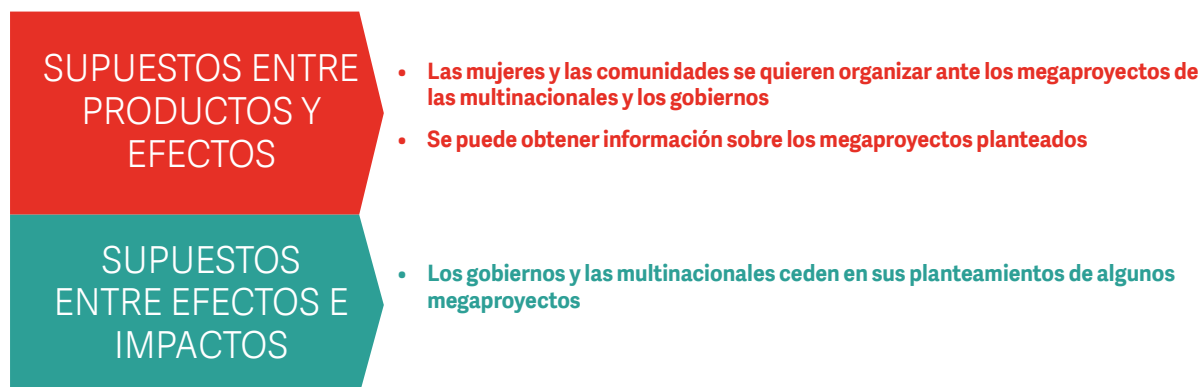 SUPUESTOS ENTRE
PRODUCTOS Y
EFECTOS
• Las mujeres y las comunidades se quieren organizar ante los megaproyectos de
las multinacionales y los gobiernos
• Se puede obtener información sobre los megaproyectos planteados
SUPUESTOS
ENTRE EFECTOS E
IMPACTOS
• Los gobiernos y las multinacionales ceden en sus planteamientos de algunos
megaproyectos